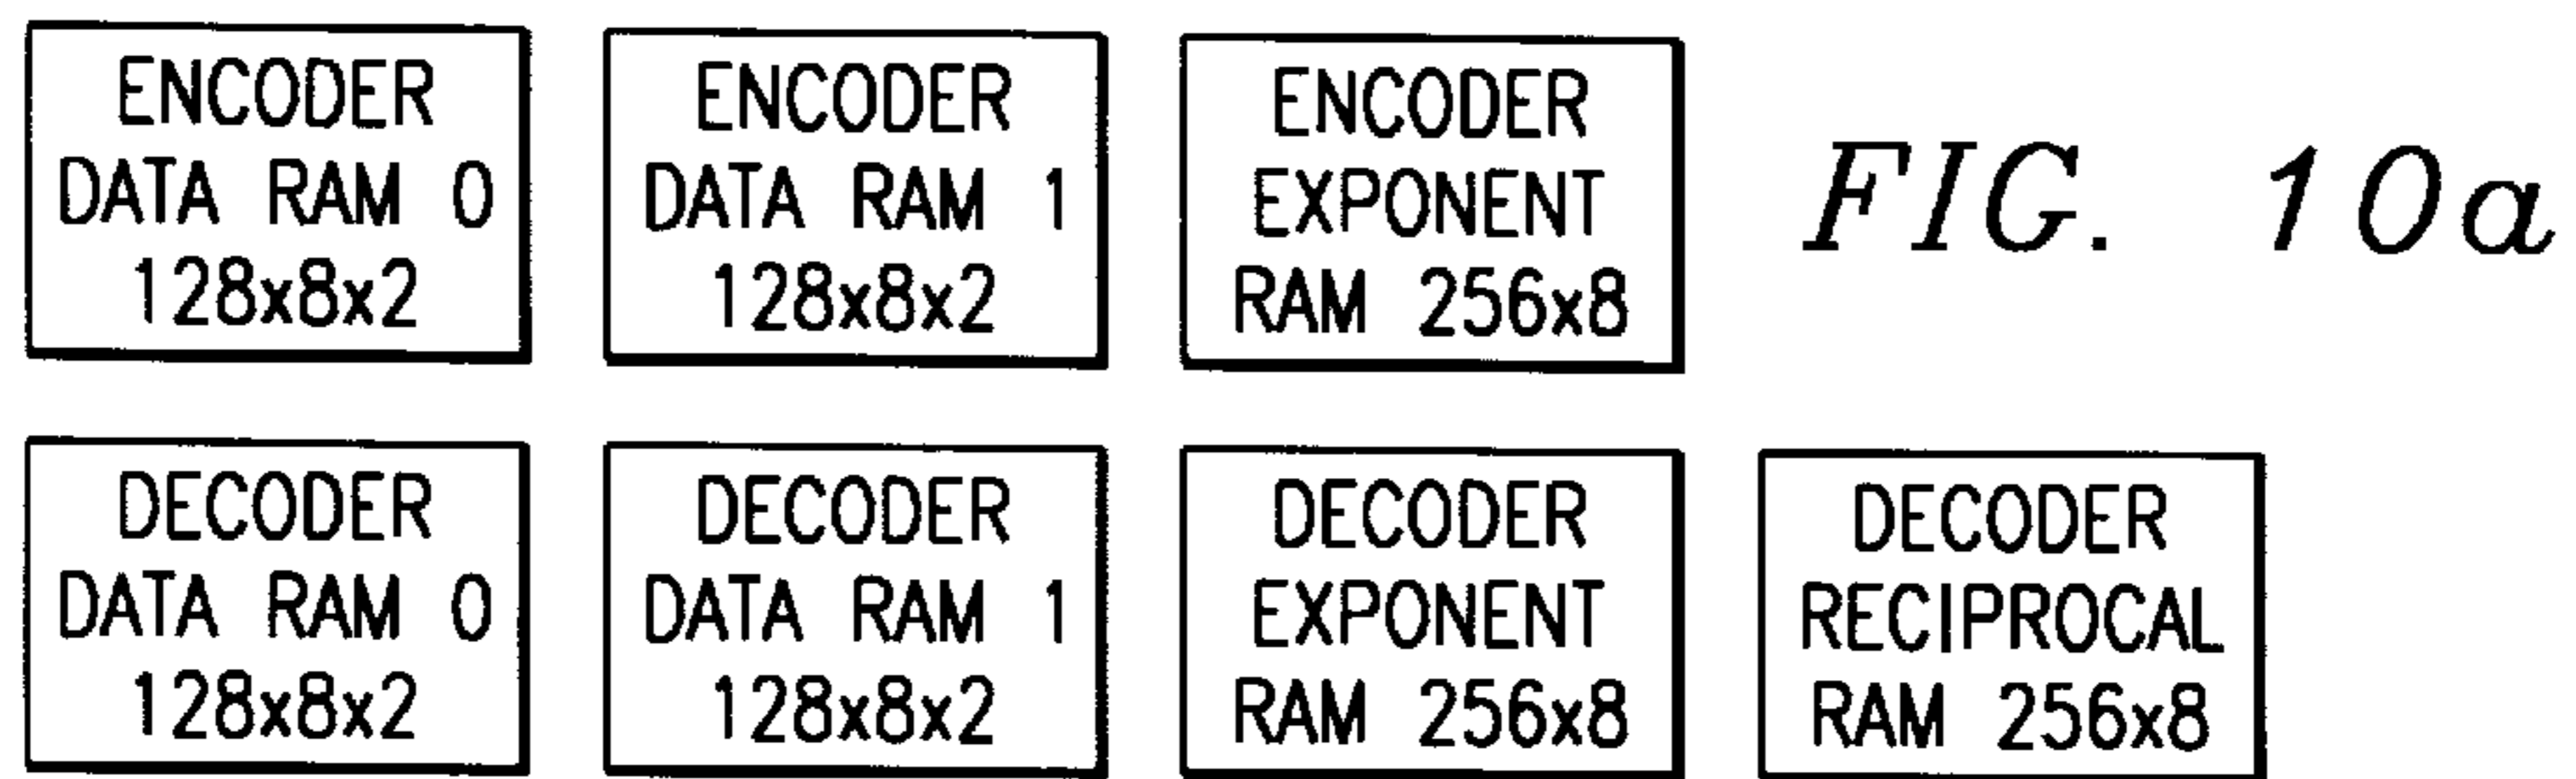 ENCODER
DATA RAM 0
128x8x2
ENCODER
DATA RAM 1
128x8x2
ENCODER
EXPONENT
RAM 256x8
FIG. 10a
DECODER
DATA RAM 0
128x8x2
DECODER
DATA RAM 1
128x8x2
DECODER
EXPONENT
RAM 256x8
DECODER
RECIPROCAL
RAM 256x8